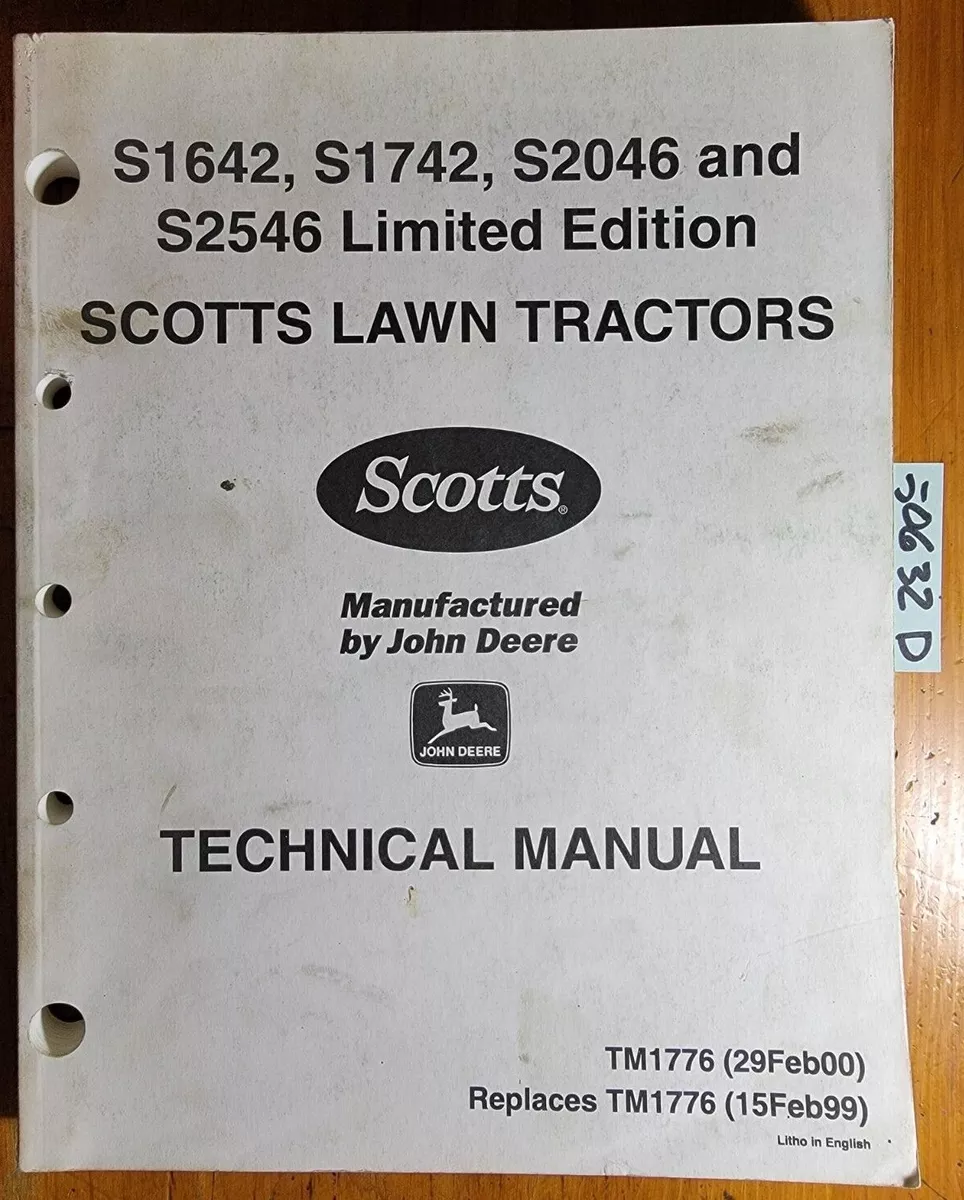 S1642, S1742, S2046 and
S2546 Limited Edition
SCOTTS LAWN TRACTORS
Scotts®
Manufactured
by John Deere
JOHN DEERE
TECHNICAL MANUAL
TM1776 (29Feb00)
Replaces TM1776 (15Feb99)
Litho in English
50632 D